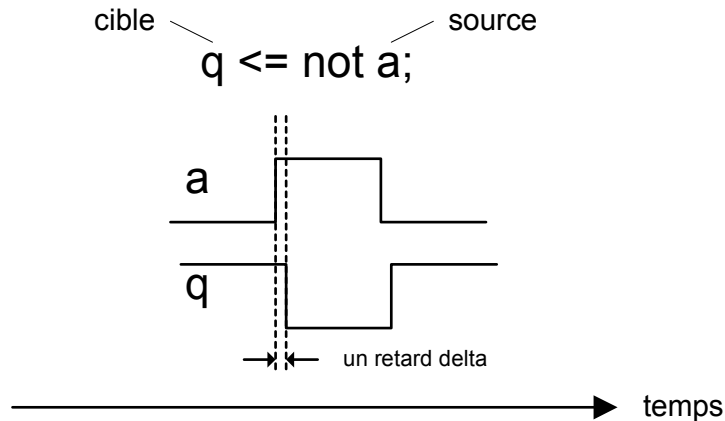 cible source
q <= not a;
a
q
un retard delta
temps